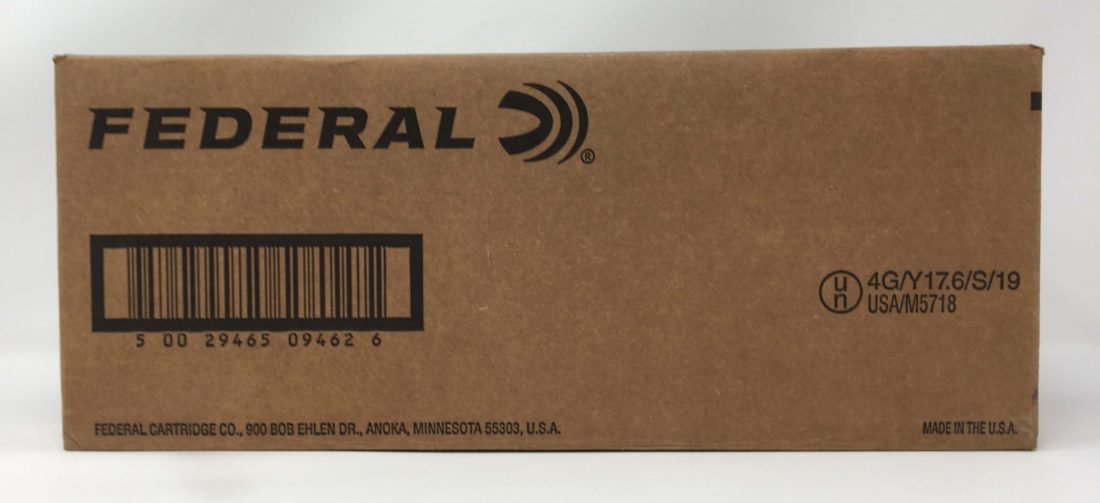 FEDERAL ®
5 00 29465 09462 6
u
n
4G/Y17.6/S/19
USA/M5718
FEDERAL CARTRIDGE CO., 900 BOB EHLEN DR., ANOKA, MINNESOTA 55303, U.S.A.
MADE IN THE U.S.A.